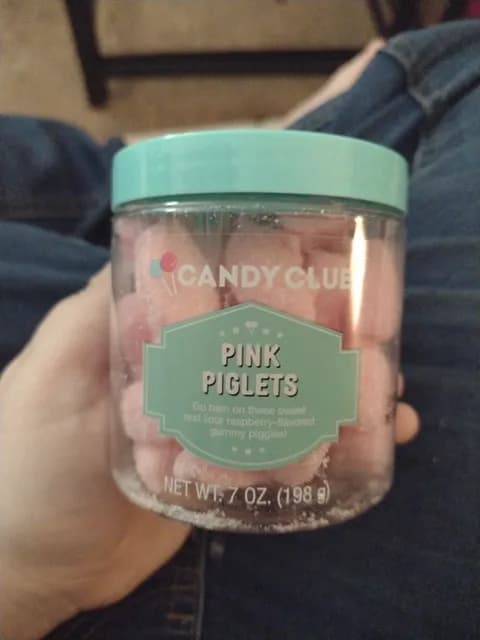 CANDY CLUB
PINK
PIGLETS
Go ham on these sweet
and sour raspberry-flavored
gummy piggies!
NET WT. 7 OZ. (198 g)